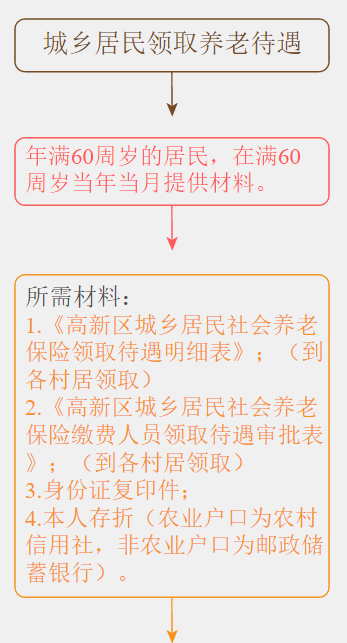 城乡居民领取养老待遇
年满60周岁的居民，在满60
周岁当年当月提供材料。
所需材料：
1.《高新区城乡居民社会养老
保险领取待遇明细表》；（到
各村居领取）
2.《高新区城乡居民社会养老
保险缴费人员领取待遇审批表
》；（到各村居领取）
3.身份证复印件；
4.本人存折（农业户口为农村
信用社，非农业户口为邮政储
蓄银行）。